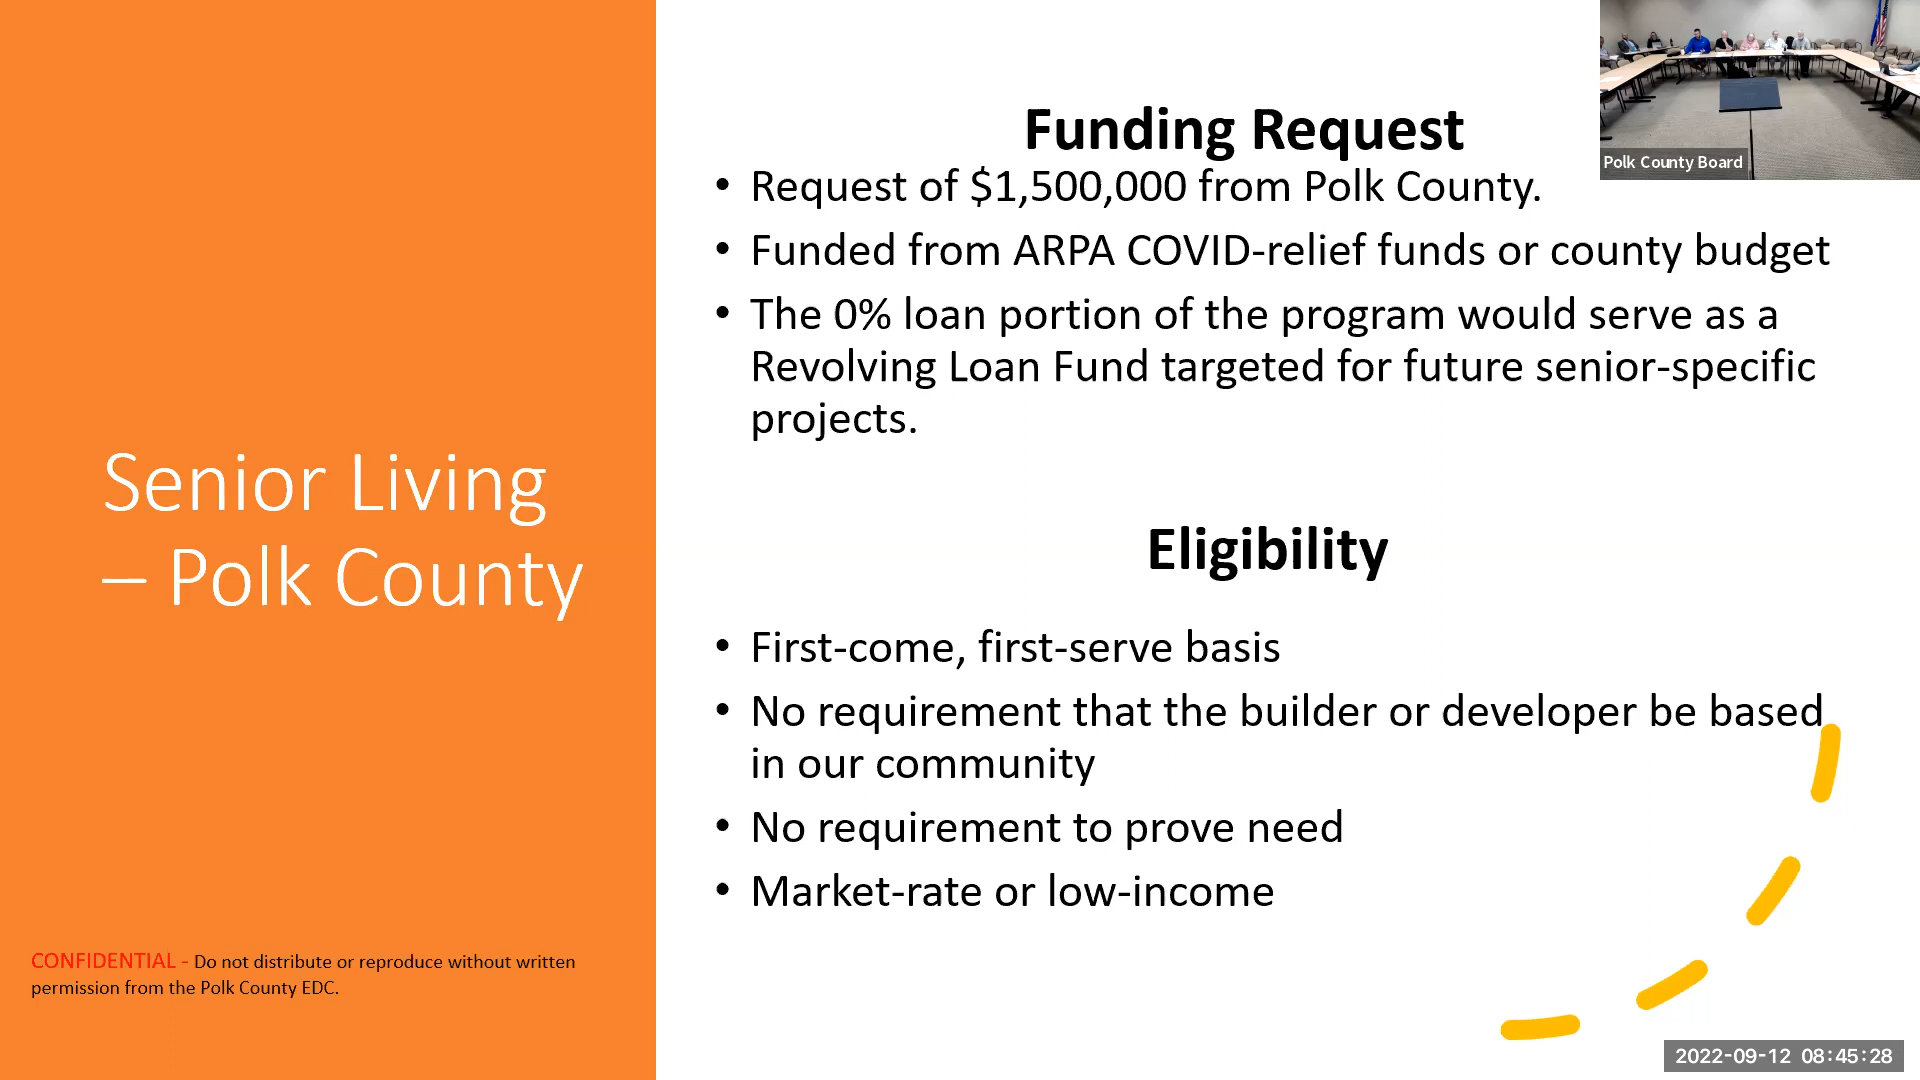 Senior Living
– Polk County
CONFIDENTIAL - Do not distribute or reproduce without written
permission from the Polk County EDC.
Funding Request
• Request of $1,500,000 from Polk County.
• Funded from ARPA COVID-relief funds or county budget
• The 0% loan portion of the program would serve as a
Revolving Loan Fund targeted for future senior-specific
projects.
Eligibility
• First-come, first-serve basis
• No requirement that the builder or developer be based
in our community
• No requirement to prove need
• Market-rate or low-income
Polk County Board
2022-09-12 08:45:28